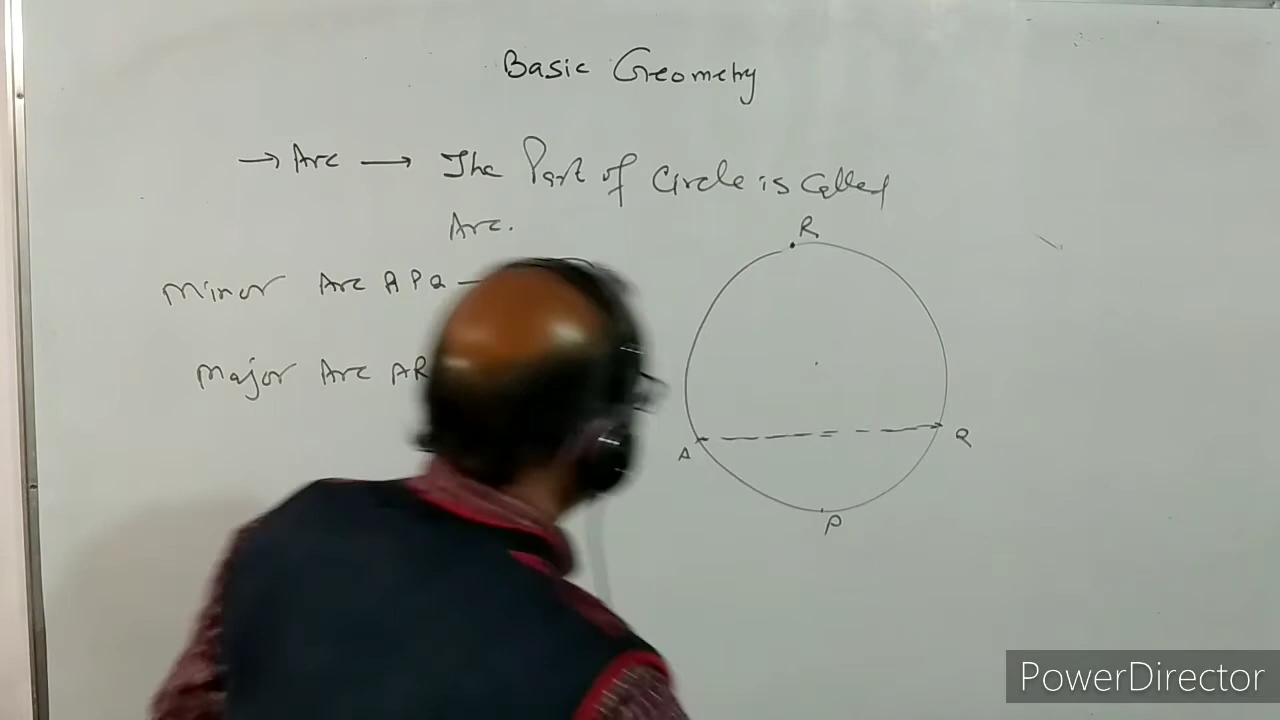 Basic Geometry
→ Arc → The Part of Circle is Called
Arc.
R
Minor Arc APQ –
Major Arc AR
A
Q
P
PowerDirector